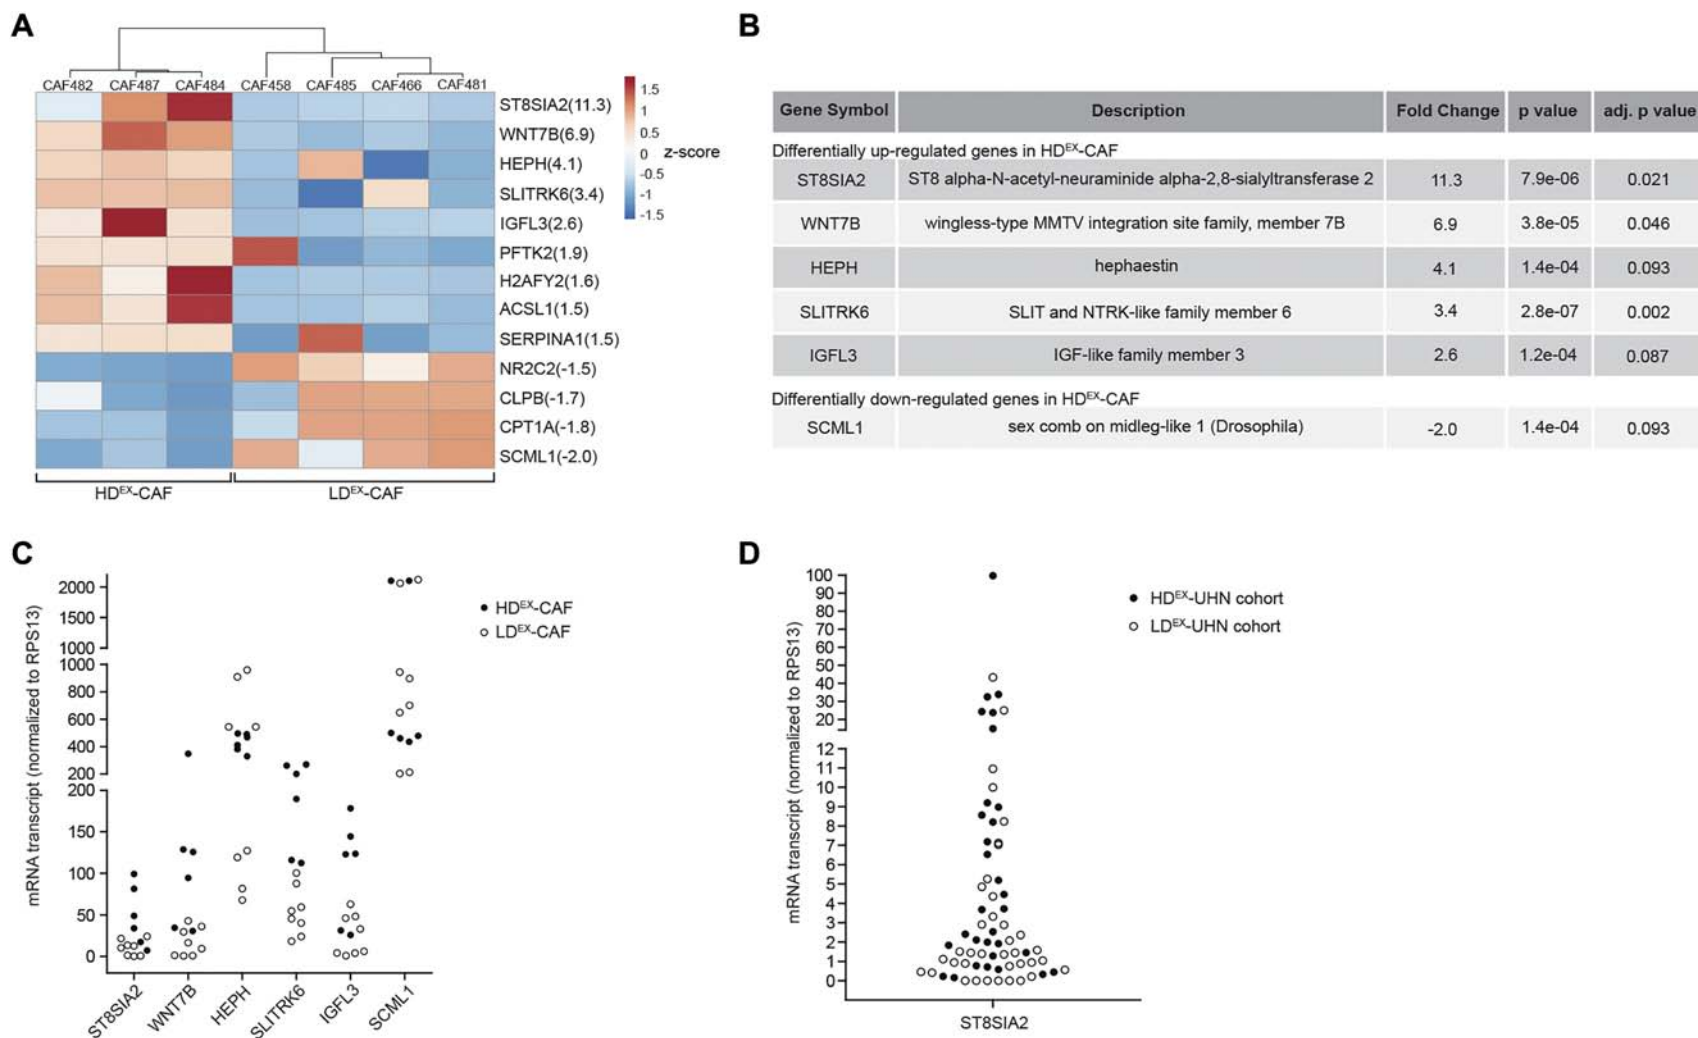 A
CAF482 CAF487 CAF484 CAF458 CAF485 CAF466 CAF481
ST8SIA2(11.3)
WNT7B(6.9)
HEPH(4.1)
SLITRK6(3.4)
IGFL3(2.6)
PFTK2(1.9)
H2AFY2(1.6)
ACSL1(1.5)
SERPINA1(1.5)
NR2C2(-1.5)
CLPB(-1.7)
CPT1A(-1.8)
SCML1(-2.0)
1.5
1
0.5
0
-0.5
-1
-1.5
z-score
HDEX-CAF LDEX-CAF
B
Gene Symbol Description Fold Change p value adj. p value
Differentially up-regulated genes in HDEX-CAF
ST8SIA2 ST8 alpha-N-acetyl-neuraminide alpha-2,8-sialyltransferase 2 11.3 7.9e-06 0.021
WNT7B wingless-type MMTV integration site family, member 7B 6.9 3.8e-05 0.046
HEPH hephaestin 4.1 1.4e-04 0.093
SLITRK6 SLIT and NTRK-like family member 6 3.4 2.8e-07 0.002
IGFL3 IGF-like family member 3 2.6 1.2e-04 0.087
Differentially down-regulated genes in HDEX-CAF
SCML1 sex comb on midleg-like 1 (Drosophila) -2.0 1.4e-04 0.093
C
mRNA transcript (normalized to RPS13)
2000
1500
1000
1000
800
600
400
200
200
150
100
50
0
ST8SIA2 WNT7B HEPH SLITRK6 IGFL3 SCML1
HDEX-CAF
LDEX-CAF
D
mRNA transcript (normalized to RPS13)
100
90
80
70
60
50
40
30
20
12
11
10
9
8
7
6
5
4
3
2
1
0
ST8SIA2
HDEX-UHN cohort
LDEX-UHN cohort